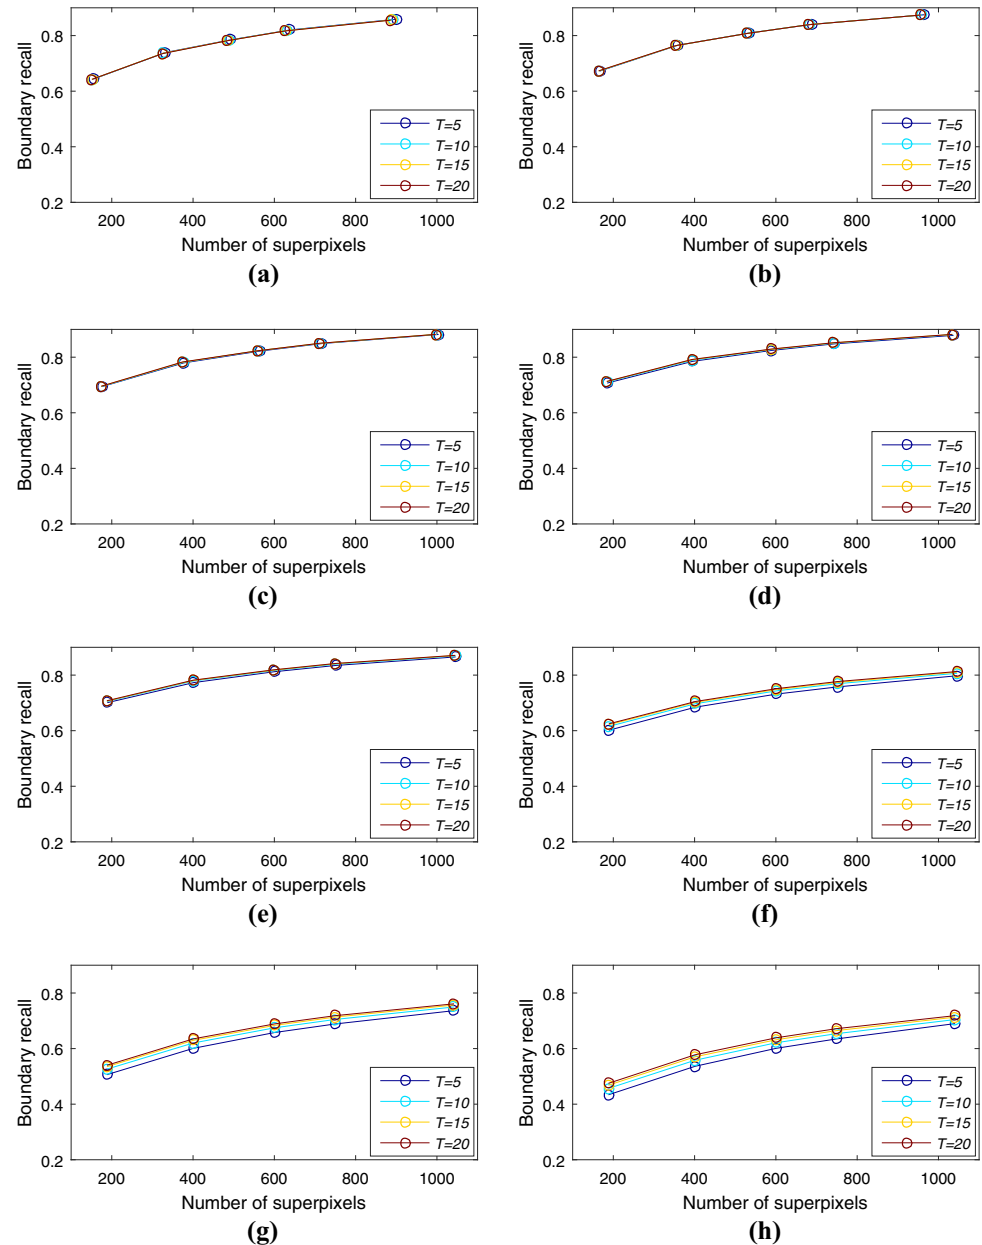 Boundary recall
0.8
0.6
0.4
0.2
T=5
T=10
T=15
T=20
200 400 600 800 1000
Number of superpixels
(a)
Boundary recall
0.8
0.6
0.4
0.2
T=5
T=10
T=15
T=20
200 400 600 800 1000
Number of superpixels
(b)
Boundary recall
0.8
0.6
0.4
0.2
T=5
T=10
T=15
T=20
200 400 600 800 1000
Number of superpixels
(c)
Boundary recall
0.8
0.6
0.4
0.2
T=5
T=10
T=15
T=20
200 400 600 800 1000
Number of superpixels
(d)
Boundary recall
0.8
0.6
0.4
0.2
T=5
T=10
T=15
T=20
200 400 600 800 1000
Number of superpixels
(e)
Boundary recall
0.8
0.6
0.4
0.2
T=5
T=10
T=15
T=20
200 400 600 800 1000
Number of superpixels
(f)
Boundary recall
0.8
0.6
0.4
0.2
T=5
T=10
T=15
T=20
200 400 600 800 1000
Number of superpixels
(g)
Boundary recall
0.8
0.6
0.4
0.2
T=5
T=10
T=15
T=20
200 400 600 800 1000
Number of superpixels
(h)